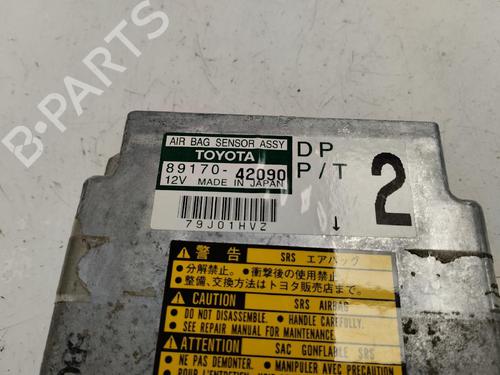 AIR BAG SENSOR ASSY
TOYOTA
89170-42090
12V MADE IN JAPAN
DP
P/T
2
79J01HVZ
↓
警告 SRS エアバッグ
●分解禁止。●衝撃後の使用禁止。
●整備、交換方法はトヨタ販売店まで。
CAUTION SRS AIRBAG
● DO NOT DISASSEMBLE. ● HANDLE CAREFULLY.
● SEE REPAIR MANUAL FOR MAINTENANCE.
ATTENTION SAC GONFLABLE SRS
● NE PAS DEMONTER. ● MANIPULER
● POUR L'ENTRETIEN,
B-PARTS